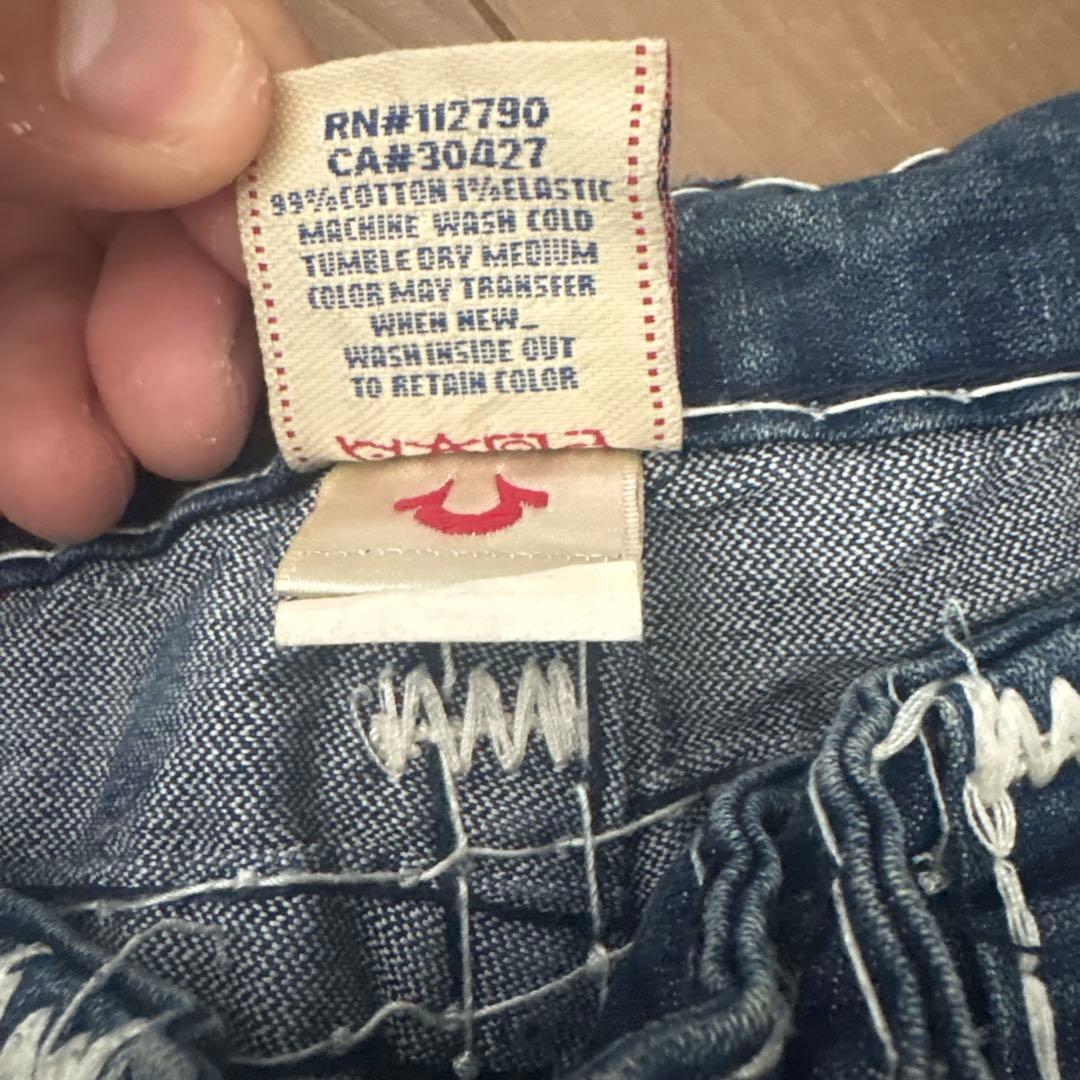 RN#112790
CA#30427
99%COTTON 1%ELASTIC
MACHINE WASH COLD
TUMBLE DRY MEDIUM
COLOR MAY TRANSFER
WHEN NEW_
WASH INSIDE OUT
TO RETAIN COLOR